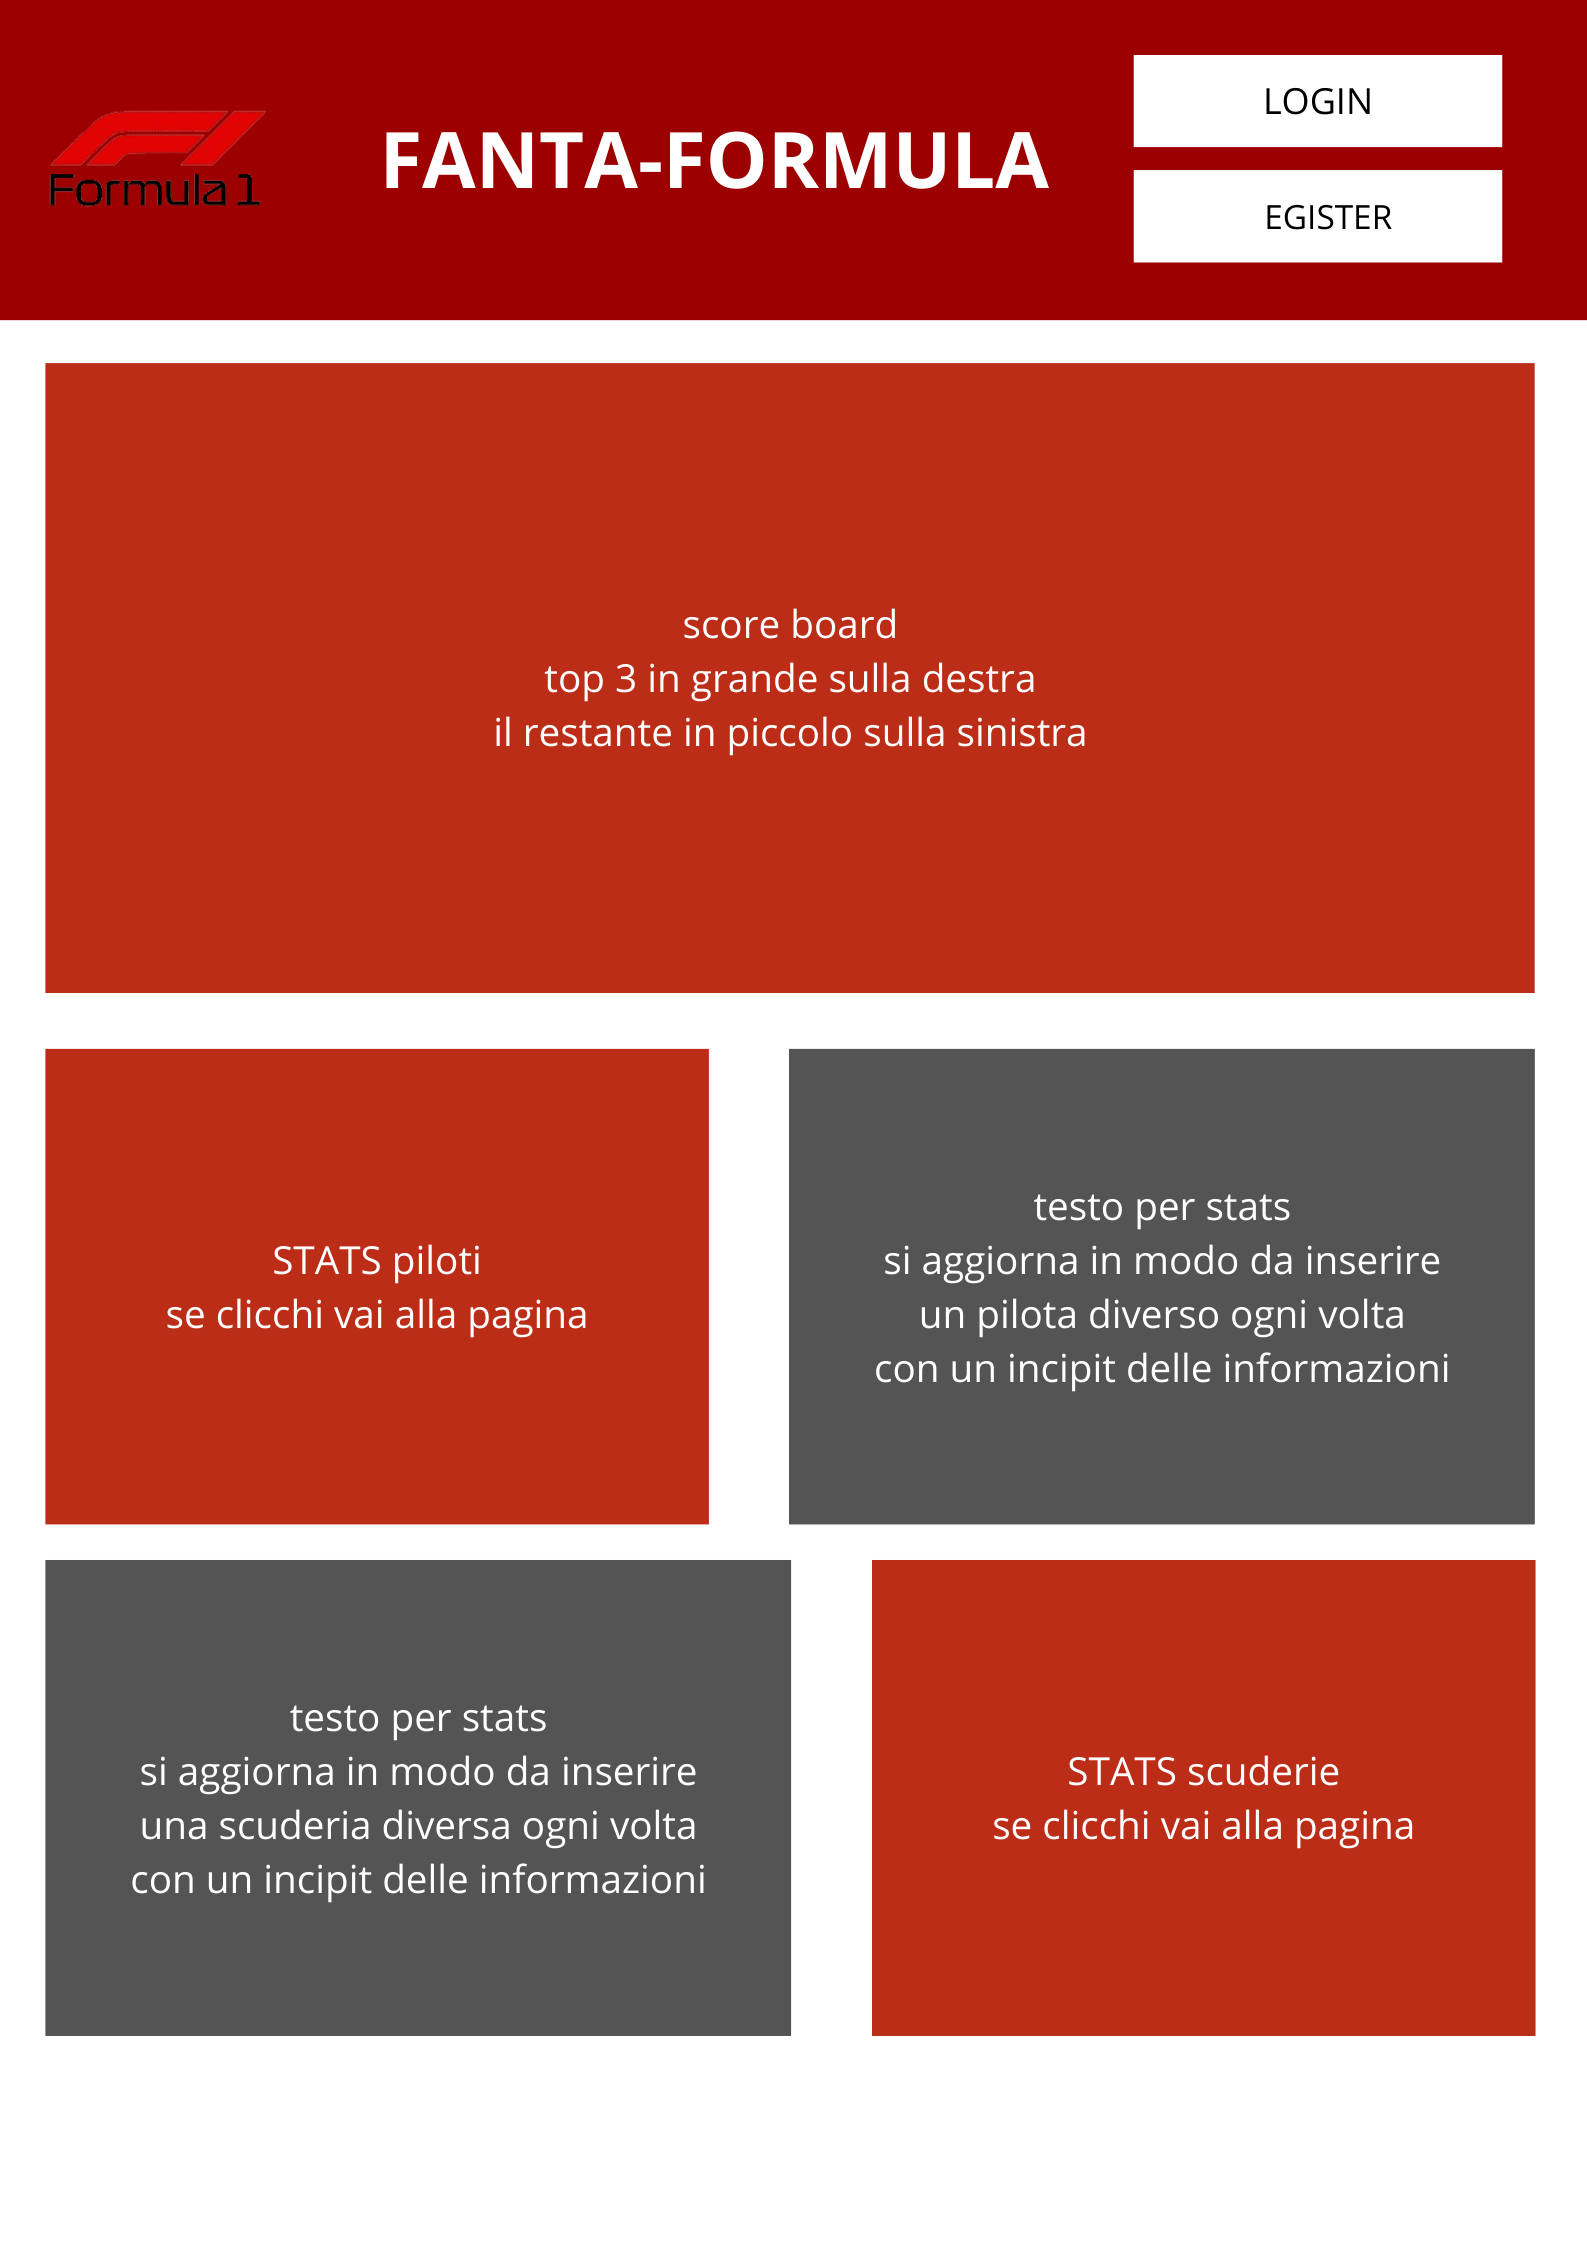 Formula 1
FANTA-FORMULA
LOGIN
EGISTER
score board
top 3 in grande sulla destra
il restante in piccolo sulla sinistra
STATS piloti
se clicchi vai alla pagina
testo per stats
si aggiorna in modo da inserire
un pilota diverso ogni volta
con un incipit delle informazioni
testo per stats
si aggiorna in modo da inserire
una scuderia diversa ogni volta
con un incipit delle informazioni
STATS scuderie
se clicchi vai alla pagina